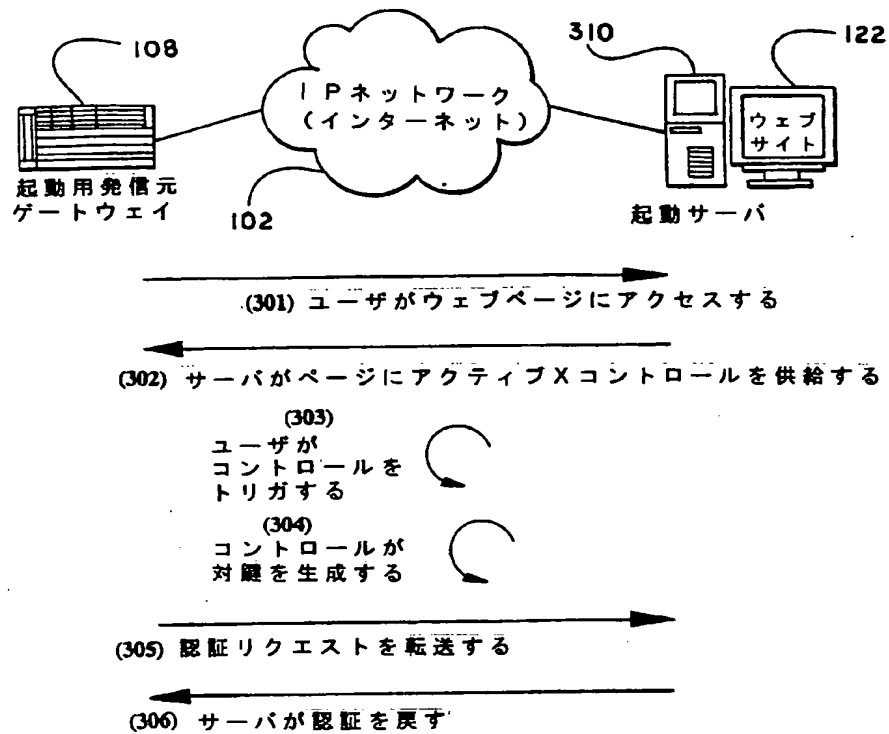 108
310
122
IPネットワーク
(インターネット)
ウェブ
サイト
起動用発信元
ゲートウェイ
102
起動サーバ
(301) ユーザがウェブページにアクセスする
(302) サーバがページにアクティブXコントロールを供給する
(303)
ユーザが
コントロールを
トリガする
(304)
コントロールが
対鍵を生成する
(305) 認証リクエストを転送する
(306) サーバが認証を戻す